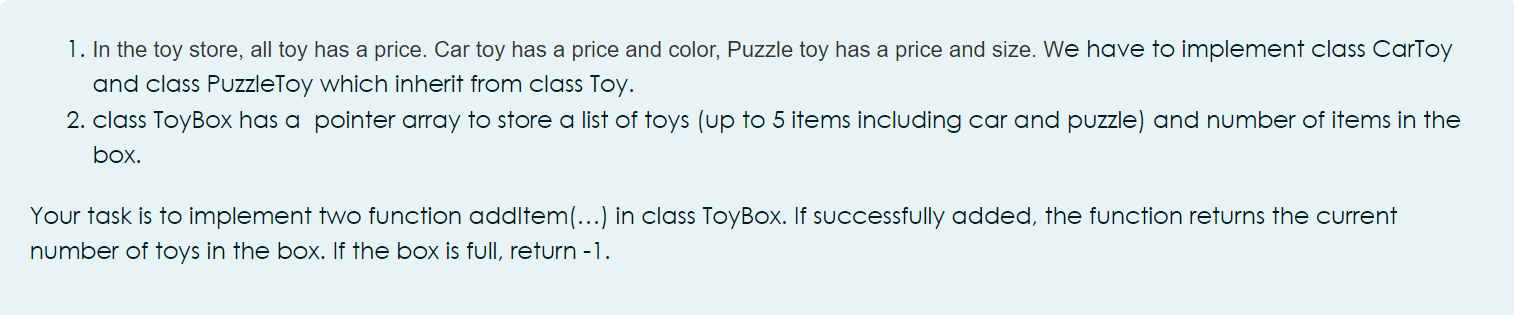 1. In the toy store, all toy has a price. Car toy has a price and color, Puzzle toy has a price and size. We have to implement class CarToy
and class PuzzleToy which inherit from class Toy.
2. class ToyBox has a pointer array to store a list of toys (up to 5 items including car and puzzle) and number of items in the
box.
Your task is to implement two function addItem(...) in class ToyBox. If successfully added, the function returns the current
number of toys in the box. If the box is full, return -1.